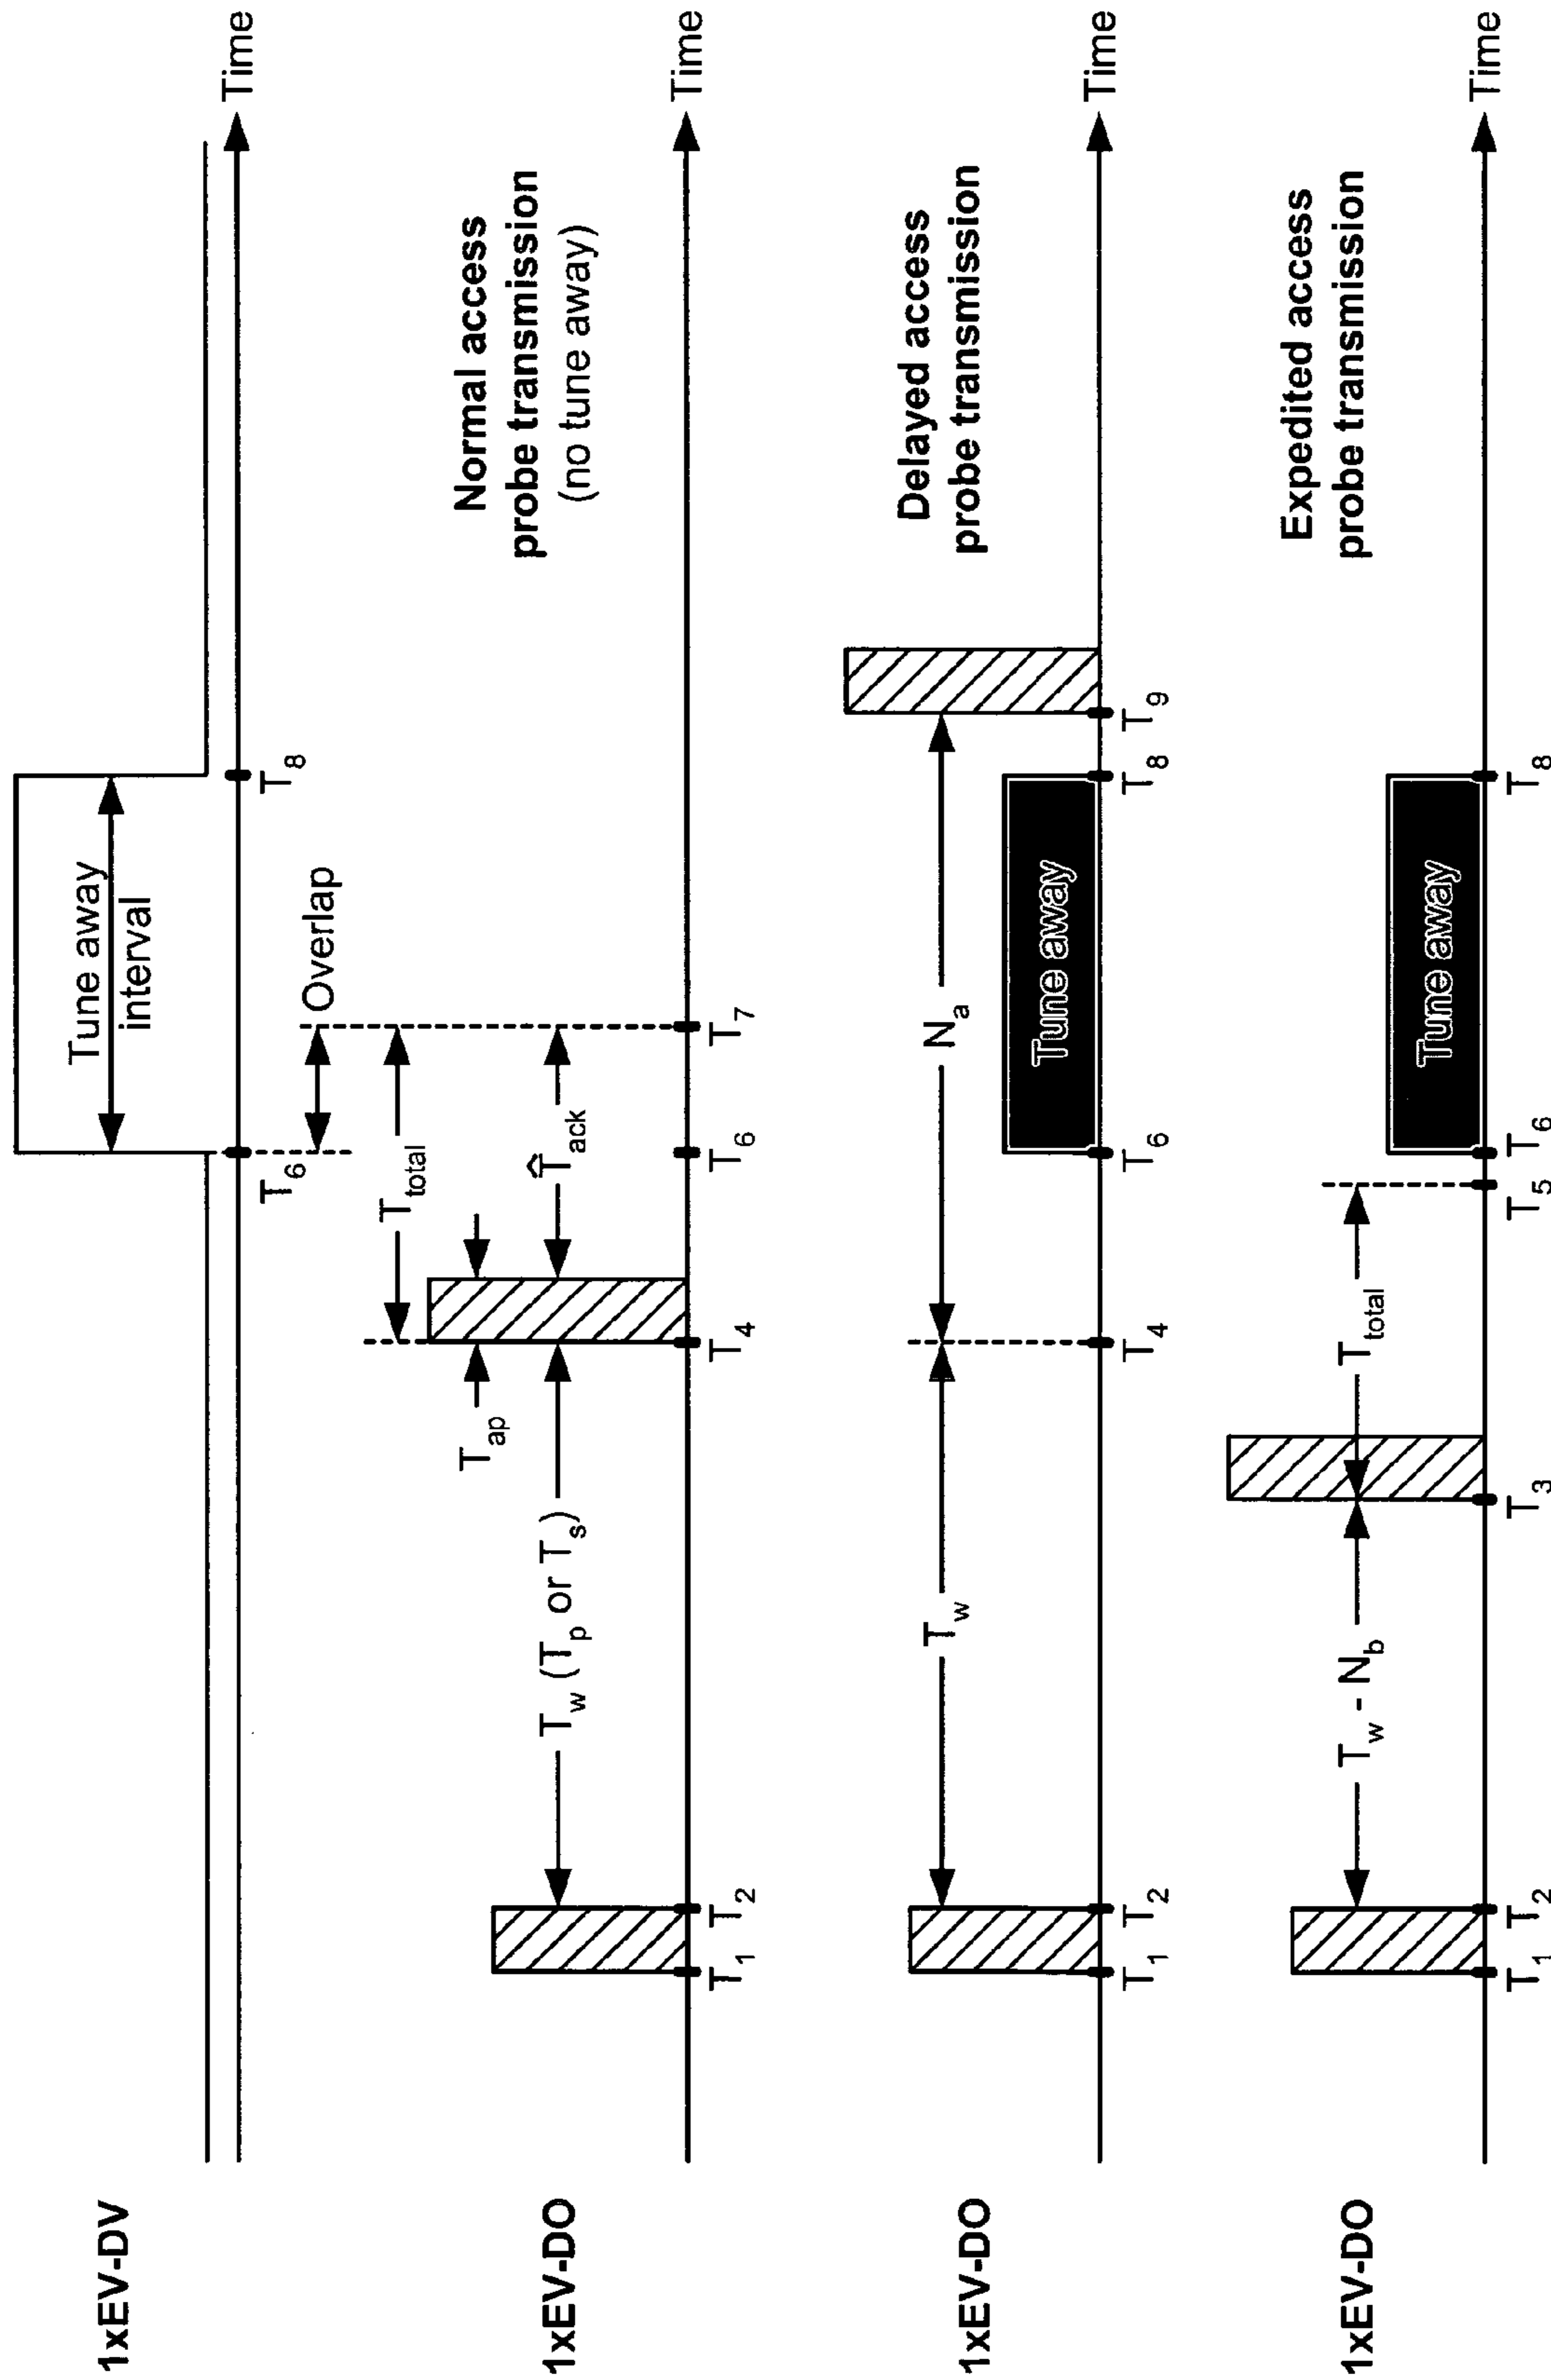 1xEV-DV
Tune away
interval
T6
T8
Time
Overlap
1xEV-DO
Ttotal
Tap
Tw (Tp or Ts)
T̂ack
Normal access
probe transmission
(no tune away)
T1
T2
T4
T6
T7
Time
1xEV-DO
Tw
Na
Delayed access
probe transmission
Tune away
T1
T2
T4
T6
T8
T9
Time
1xEV-DO
Tw - Nb
Ttotal
Expedited access
probe transmission
Tune away
T1
T2
T3
T5
T6
T8
Time